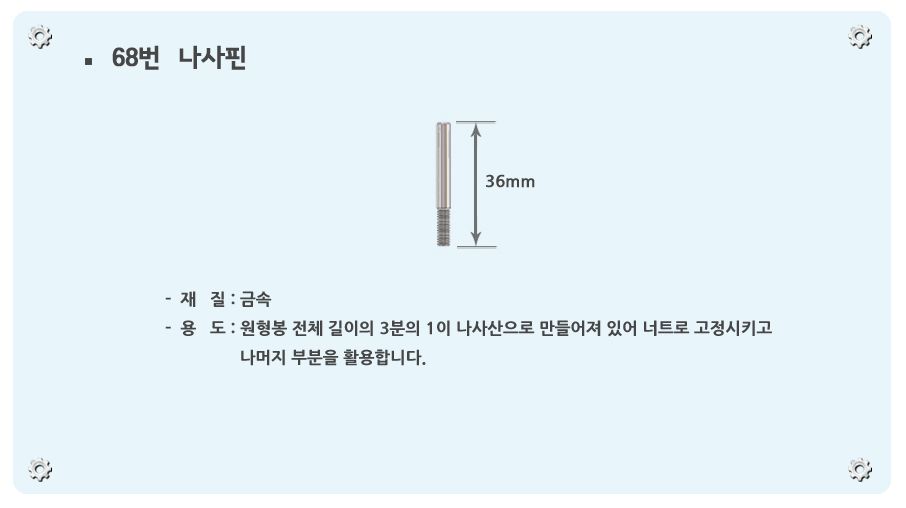 ▪ 68번 나사핀
36mm
- 재 질 : 금속
- 용 도 : 원형봉 전체 길이의 3분의 1이 나사산으로 만들어져 있어 너트로 고정시키고
나머지 부분을 활용합니다.